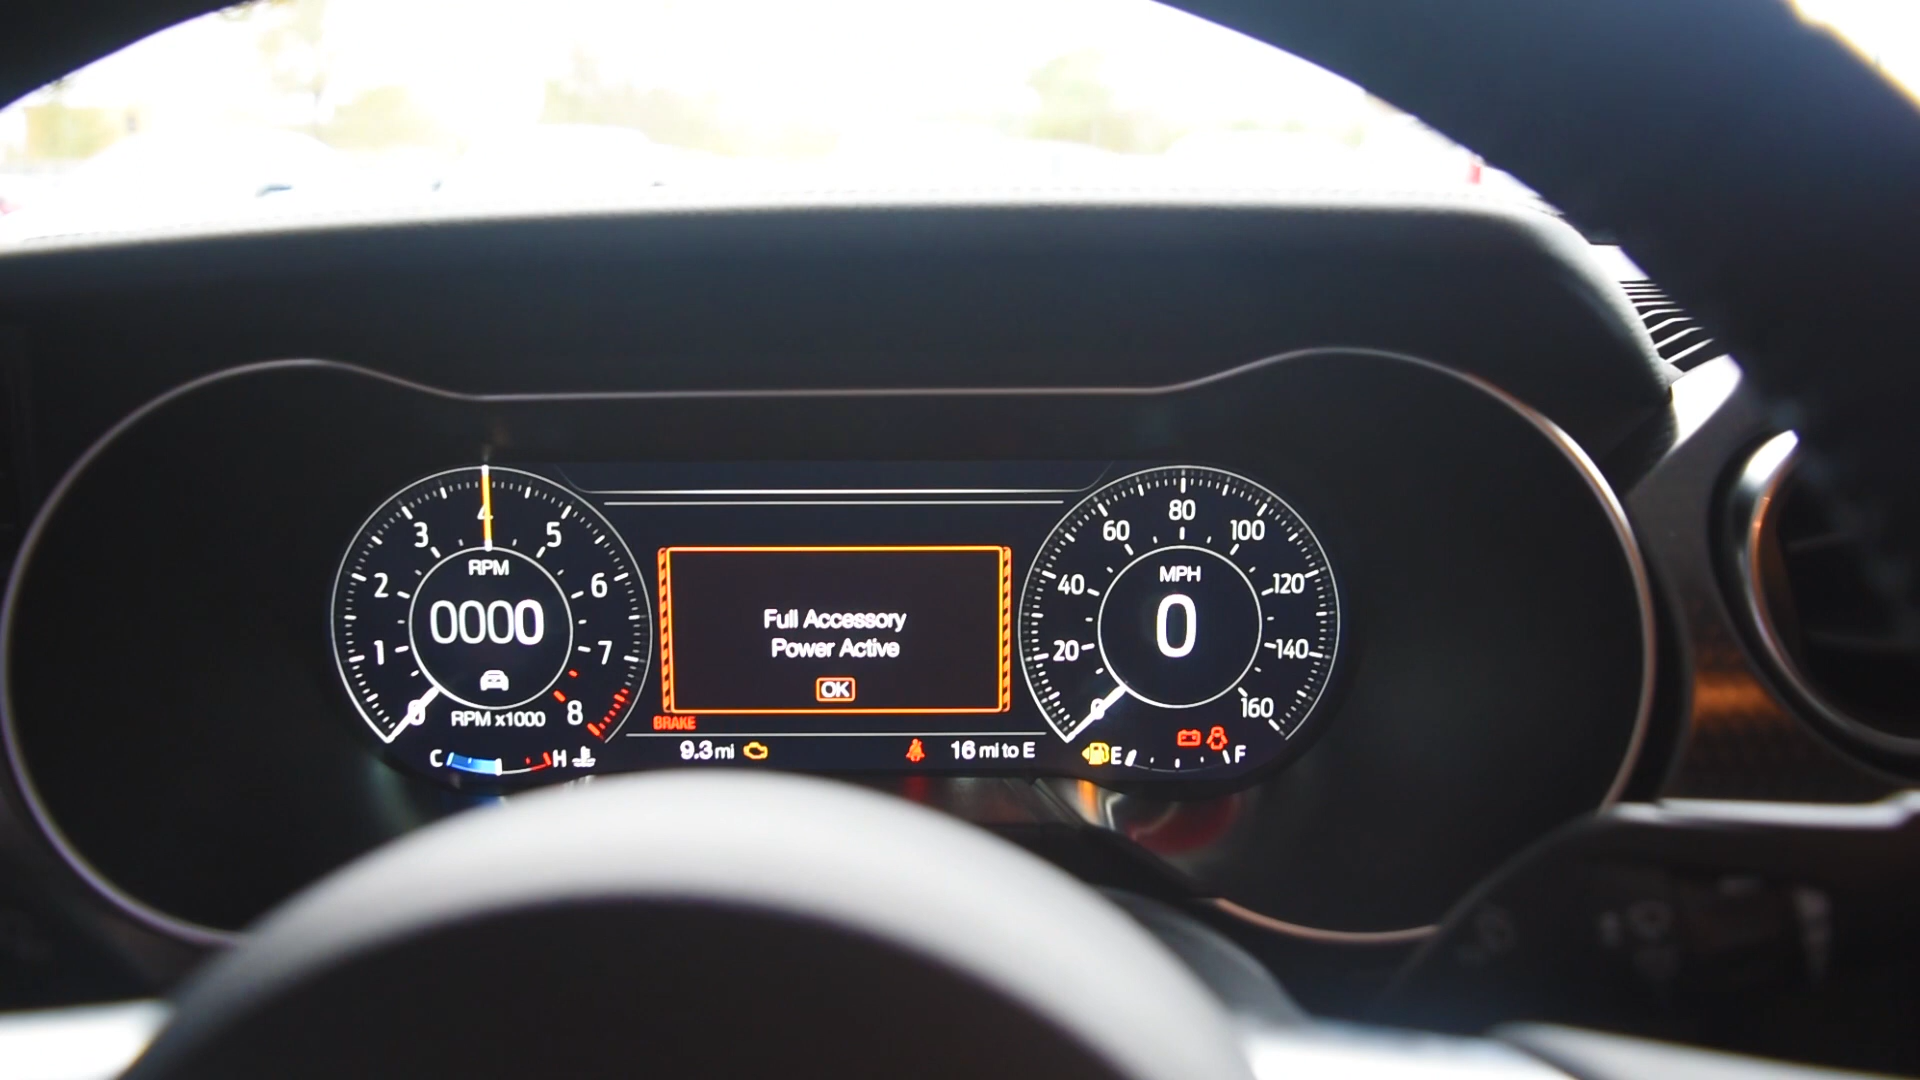 3
4
5
2
6
1
7
0
8
RPM
0000
RPM x1000
C
H
Full Accessory
Power Active
OK
BRAKE
9.3 mi
16 mi to E
60
80
100
40
120
20
140
0
160
MPH
0
E
F